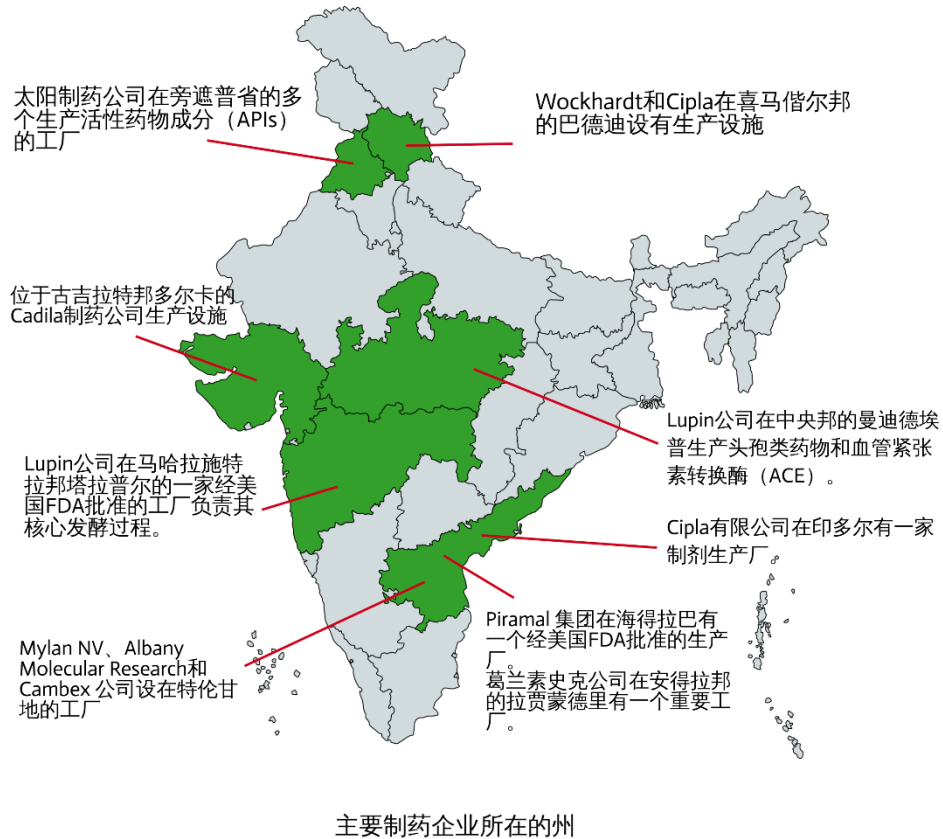 太阳制药公司在旁遮普省的多
个生产活性药物成分（APIs）
的工厂
Wockhardt和Cipla在喜马偕尔邦
的巴德迪设有生产设施
位于古吉拉特邦多尔卡的
Cadila制药公司生产设施
Lupin公司在中央邦的曼迪德埃
普生产头孢类药物和血管紧张
素转换酶（ACE）。
Lupin公司在马哈拉施特
拉邦塔拉普尔的一家经美
国FDA批准的工厂负责其
核心发酵过程。
Cipla有限公司在印多尔有一家
制剂生产厂。
Piramal 集团在海得拉巴有
一个经美国FDA批准的生产
厂。
葛兰素史克公司在安得拉邦
的拉贾蒙德里有一个重要工
厂。
Mylan NV、Albany
Molecular Research和
Cambex 公司设在特伦甘
地的工厂
主要制药企业所在的州